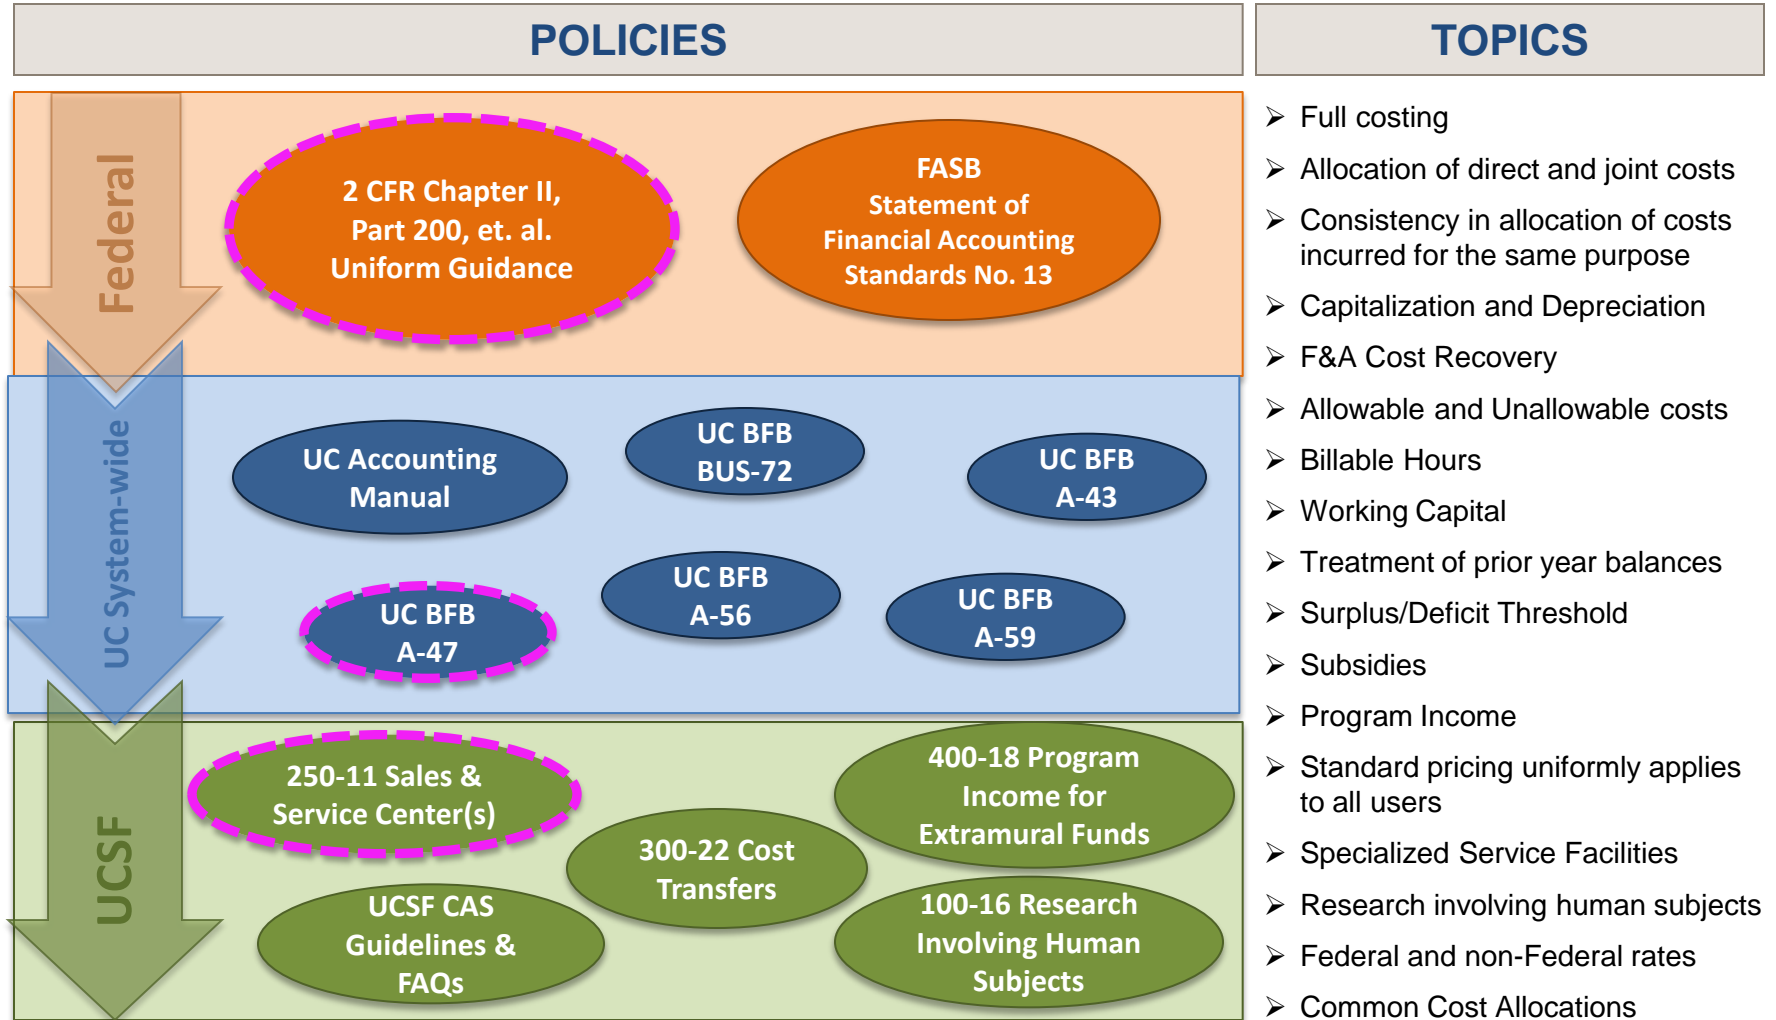 POLICIES
TOPICS
Federal
2 CFR Chapter II,
Part 200, et. al.
Uniform Guidance
FASB
Statement of
Financial Accounting
Standards No. 13
UC System-wide
UC Accounting
Manual
UC BFB
BUS-72
UC BFB
A-43
UC BFB
A-47
UC BFB
A-56
UC BFB
A-59
UCSF
250-11 Sales &
Service Center(s)
UCSF CAS
Guidelines &
FAQs
300-22 Cost
Transfers
400-18 Program
Income for
Extramural Funds
100-16 Research
Involving Human
Subjects
➢ Full costing
➢ Allocation of direct and joint costs
➢ Consistency in allocation of costs
incurred for the same purpose
➢ Capitalization and Depreciation
➢ F&A Cost Recovery
➢ Allowable and Unallowable costs
➢ Billable Hours
➢ Working Capital
➢ Treatment of prior year balances
➢ Surplus/Deficit Threshold
➢ Subsidies
➢ Program Income
➢ Standard pricing uniformly applies
to all users
➢ Specialized Service Facilities
➢ Research involving human subjects
➢ Federal and non-Federal rates
➢ Common Cost Allocations